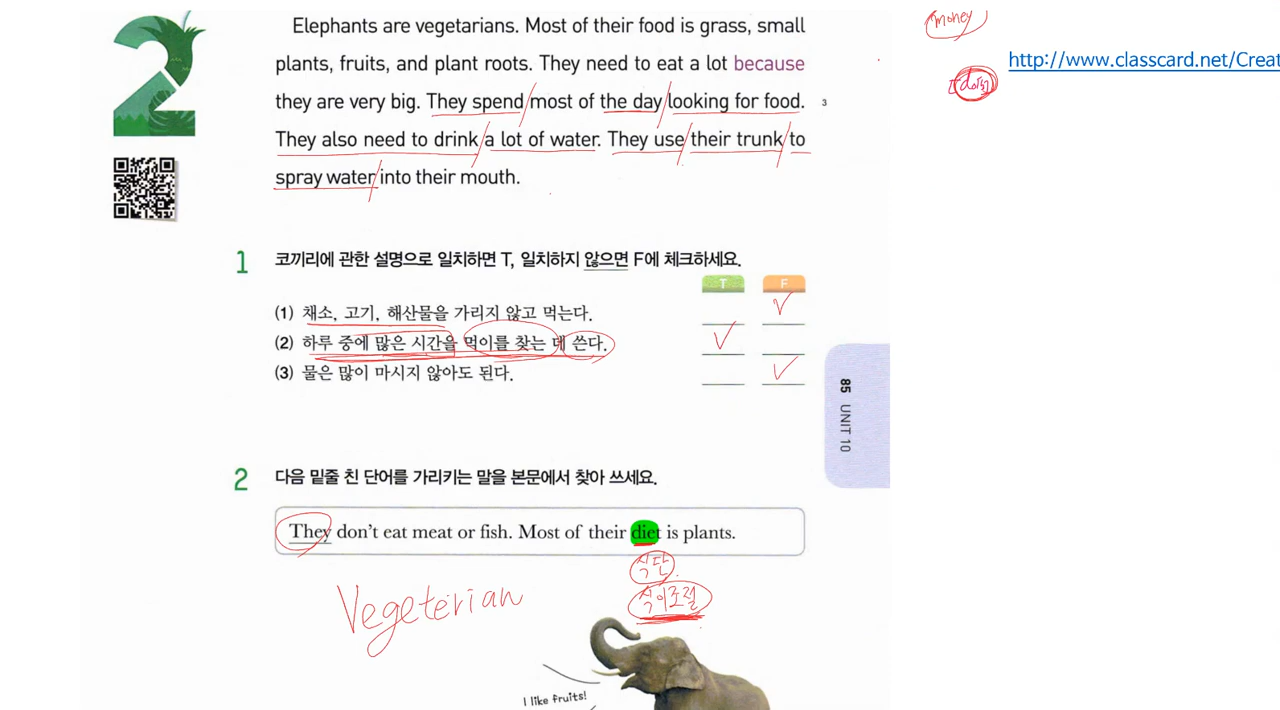 money
http://www.classcard.net/Creat
2
Elephants are vegetarians. Most of their food is grass, small
plants, fruits, and plant roots. They need to eat a lot because
they are very big. They spend most of the day looking for food. 3
They also need to drink a lot of water. They use their trunk to
spray water into their mouth.
1 코끼리에 관한 설명으로 일치하면 T, 일치하지 않으면 F에 체크하세요.
T F
(1) 채소, 고기, 해산물을 가리지 않고 먹는다.
(2) 하루 중에 많은 시간을 먹이를 찾는 데 쓴다.
(3) 물은 많이 마시지 않아도 된다.
85 UNIT 10
2 다음 밑줄 친 단어를 가리키는 말을 본문에서 찾아 쓰세요.
They don't eat meat or fish. Most of their diet is plants.
식단
식이조절
Vegeterian
I like fruits!